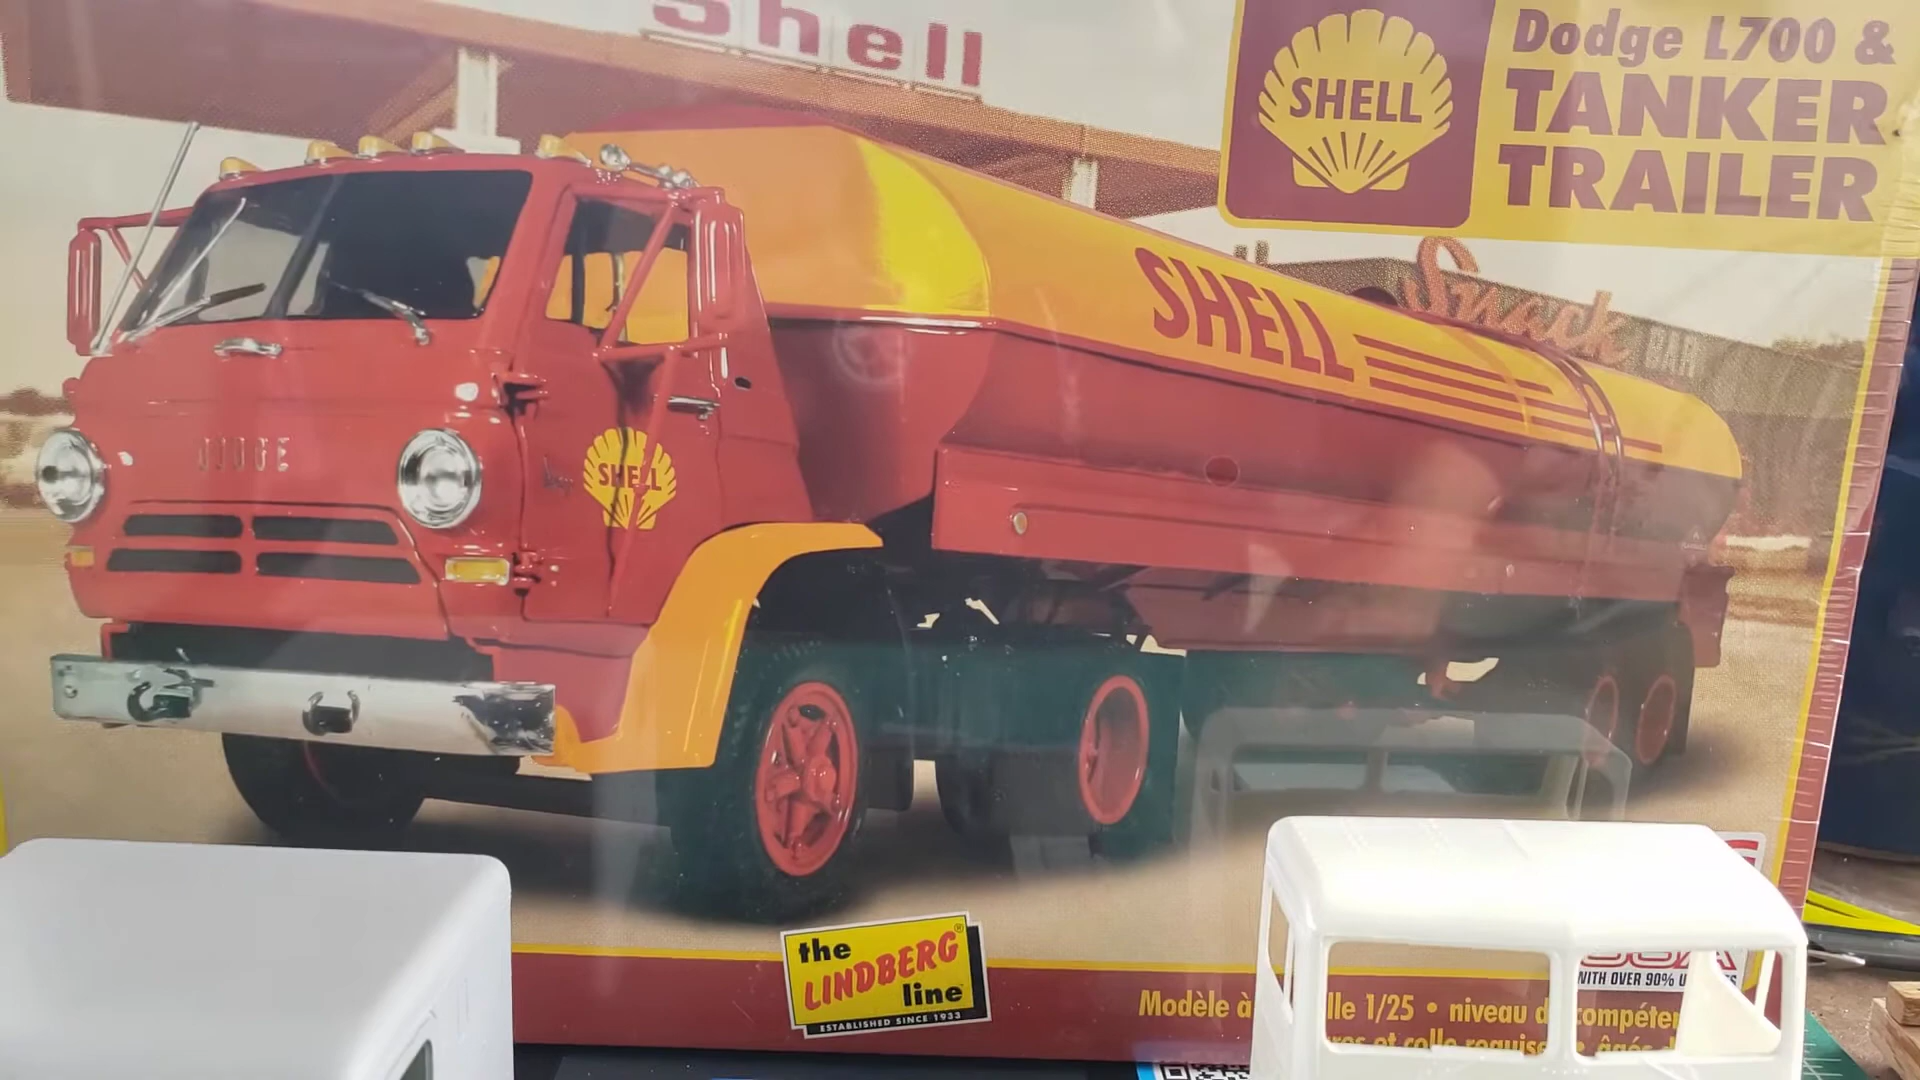 Shell
SHELL
Dodge L700 &
TANKER
TRAILER
SHELL
Snack
BAR
DODGE
SHELL
the
LINDBERG®
line
ESTABLISHED SINCE 1933
WITH OVER 90% U
Modèle à lle 1/25 • niveau d compéten
res et colle requise • âgés d